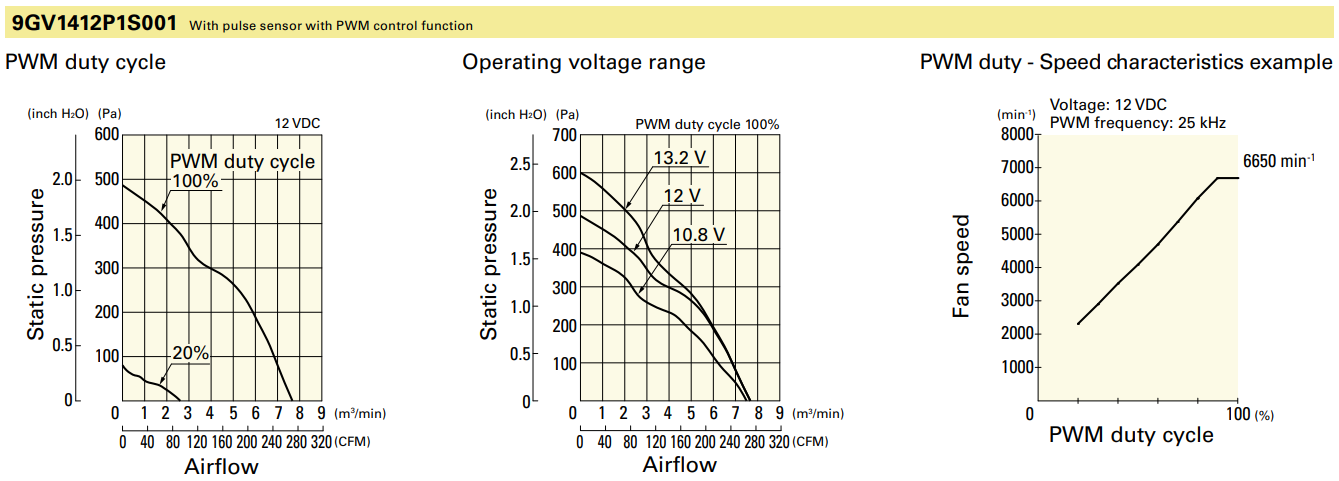 9GV1412P1S001 With pulse sensor with PWM control function
PWM duty cycle
(inch H₂O) (Pa)
12 VDC
600
500
400
300
200
100
2.0
1.5
1.0
0.5
0
PWM duty cycle
100%
20%
Static pressure
0 1 2 3 4 5 6 7 8 9 (m³/min)
0 40 80 120 160 200 240 280 320 (CFM)
Airflow
Operating voltage range
(inch H₂O) (Pa)
PWM duty cycle 100%
700
600
500
400
300
200
100
2.5
2.0
1.5
1.0
0.5
0
13.2 V
12 V
10.8 V
Static pressure
0 1 2 3 4 5 6 7 8 9 (m³/min)
0 40 80 120 160 200 240 280 320 (CFM)
Airflow
PWM duty - Speed characteristics example
Voltage: 12 VDC
PWM frequency: 25 kHz
(min⁻¹)
8000
7000
6000
5000
4000
3000
2000
1000
6650 min⁻¹
Fan speed
0 100 (%)
PWM duty cycle